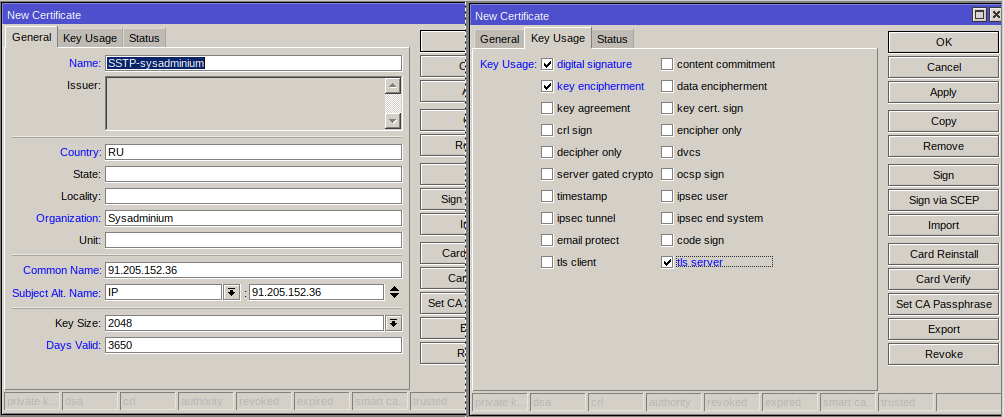 New Certificate
General Key Usage Status
Name: SSTP-sysadminium
Issuer:
Country: RU
State:
Locality:
Organization: Sysadminium
Unit:
Common Name: 91.205.152.36
Subject Alt. Name: IP : 91.205.152.36
Key Size: 2048
Days Valid: 3650
Re
Sign
Card
Car
Set CA
E
R
private k... dsa crl authority revoked expired smart ca... trusted
New Certificate
General Key Usage Status
Key Usage: digital signature content commitment
key encipherment data encipherment
key agreement key cert. sign
crl sign encipher only
decipher only dvcs
server gated crypto ocsp sign
timestamp ipsec user
ipsec tunnel ipsec end system
email protect code sign
tls client tls server
OK
Cancel
Apply
Copy
Remove
Sign
Sign via SCEP
Import
Card Reinstall
Card Verify
Set CA Passphrase
Export
Revoke
private k... dsa crl authority revoked expired smart ca... trusted